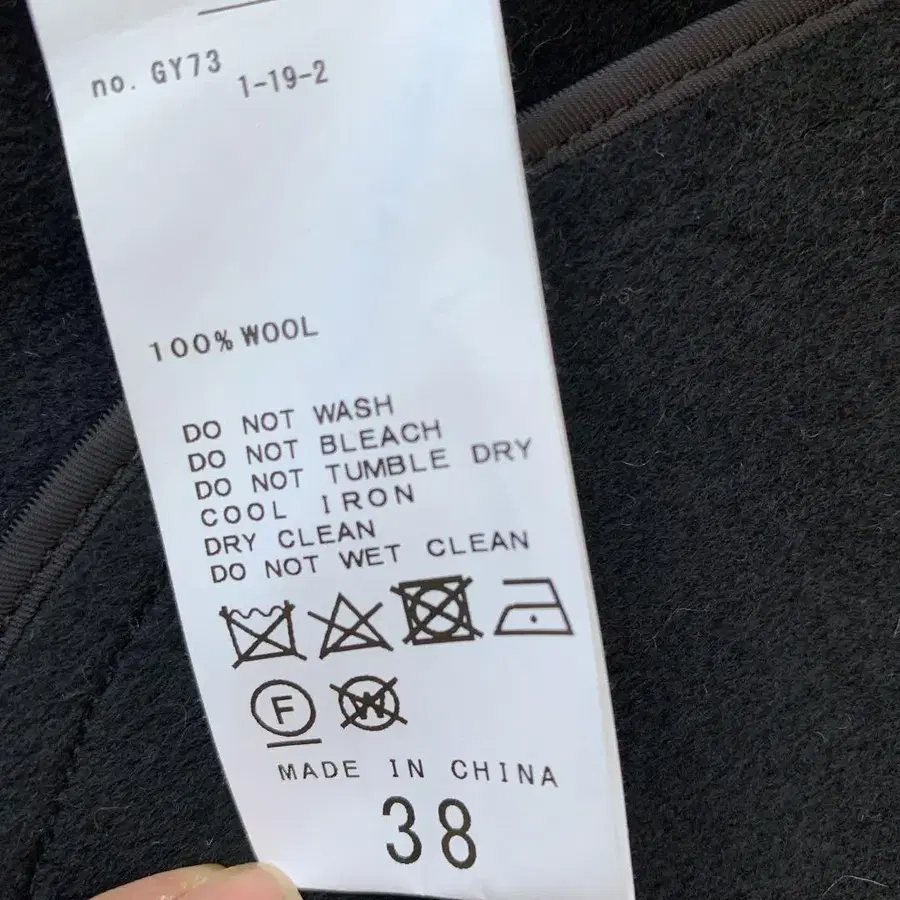 no. GY73
1-19-2
100% WOOL
DO NOT WASH
DO NOT BLEACH
DO NOT TUMBLE DRY
COOL IRON
DRY CLEAN
DO NOT WET CLEAN
F W
MADE IN CHINA
38